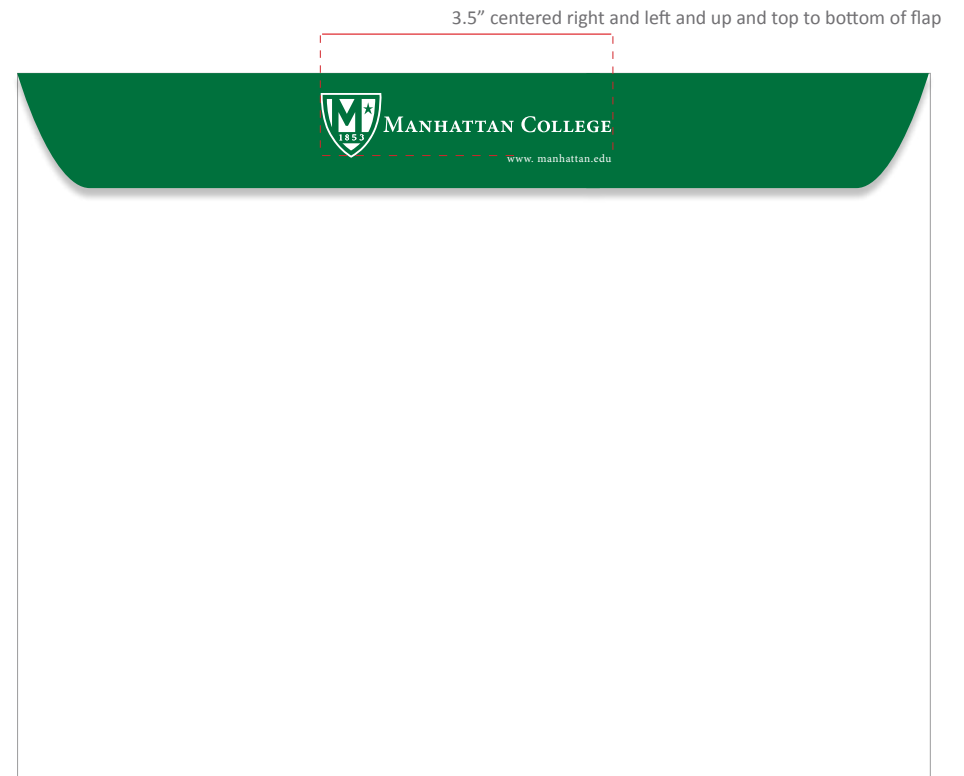 3.5” centered right and left and up and top to bottom of flap
MANHATTAN COLLEGE
1853
www. manhattan.edu